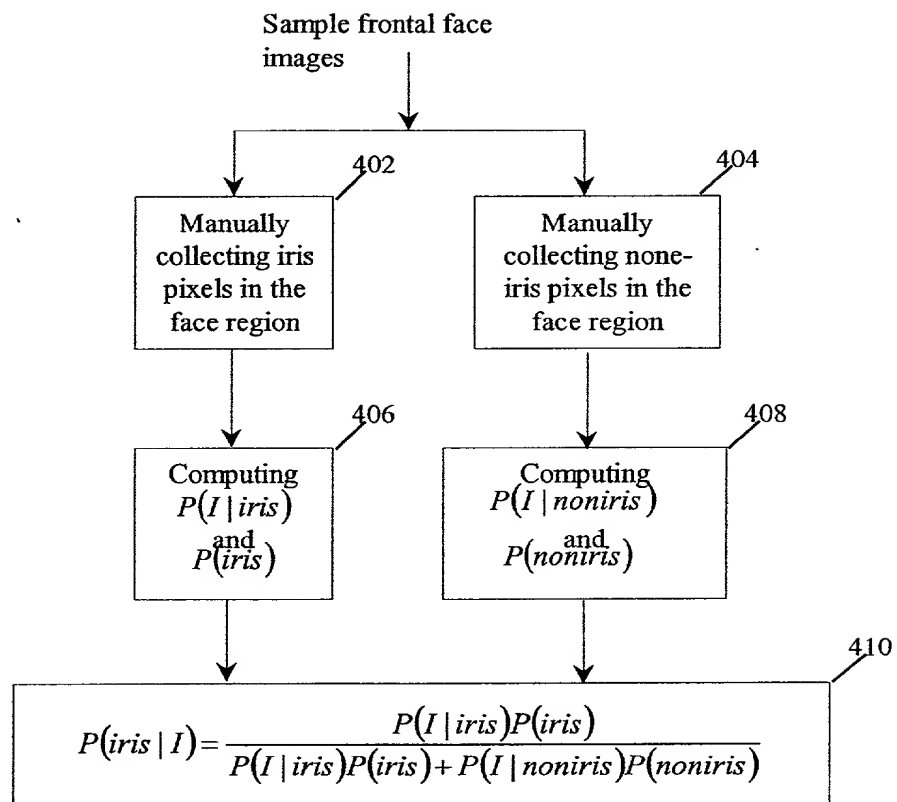 Sample frontal face
images
402
404
Manually
collecting iris
pixels in the
face region
Manually
collecting none-
iris pixels in the
face region
406
408
Computing
P(I | iris)
and
P(iris)
Computing
P(I | noniris)
and
P(noniris)
410
P(iris | I) = P(I | iris)P(iris) / P(I | iris)P(iris) + P(I | noniris)P(noniris)